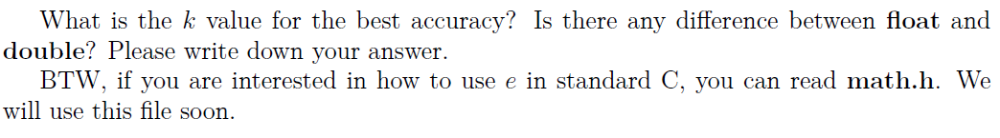 What is the k value for the best accuracy? Is there any difference between float and
double? Please write down your answer.
BTW, if you are interested in how to use e in standard C, you can read math.h. We
will use this file soon.